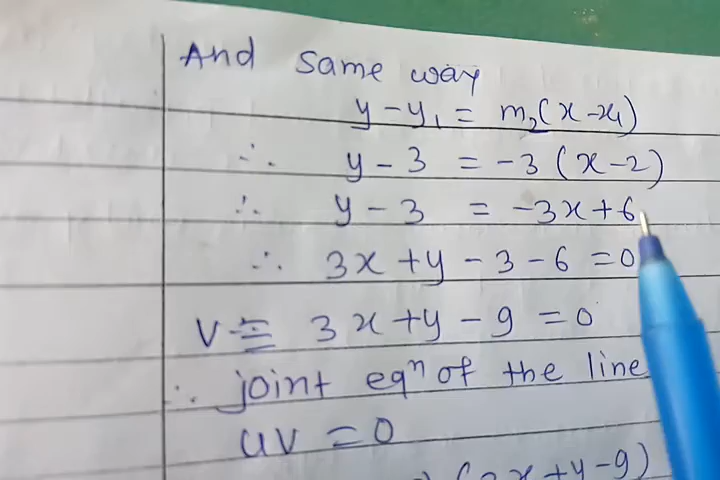 And same way
y - y₁ = m₂(x - x₁)
∴ y - 3 = -3 (x - 2)
∴ y - 3 = -3x + 6
∴ 3x + y - 3 - 6 = 0
V ≡ 3x + y - 9 = 0
∴ joint eqⁿ of the line
uv = 0
x + y - 9)